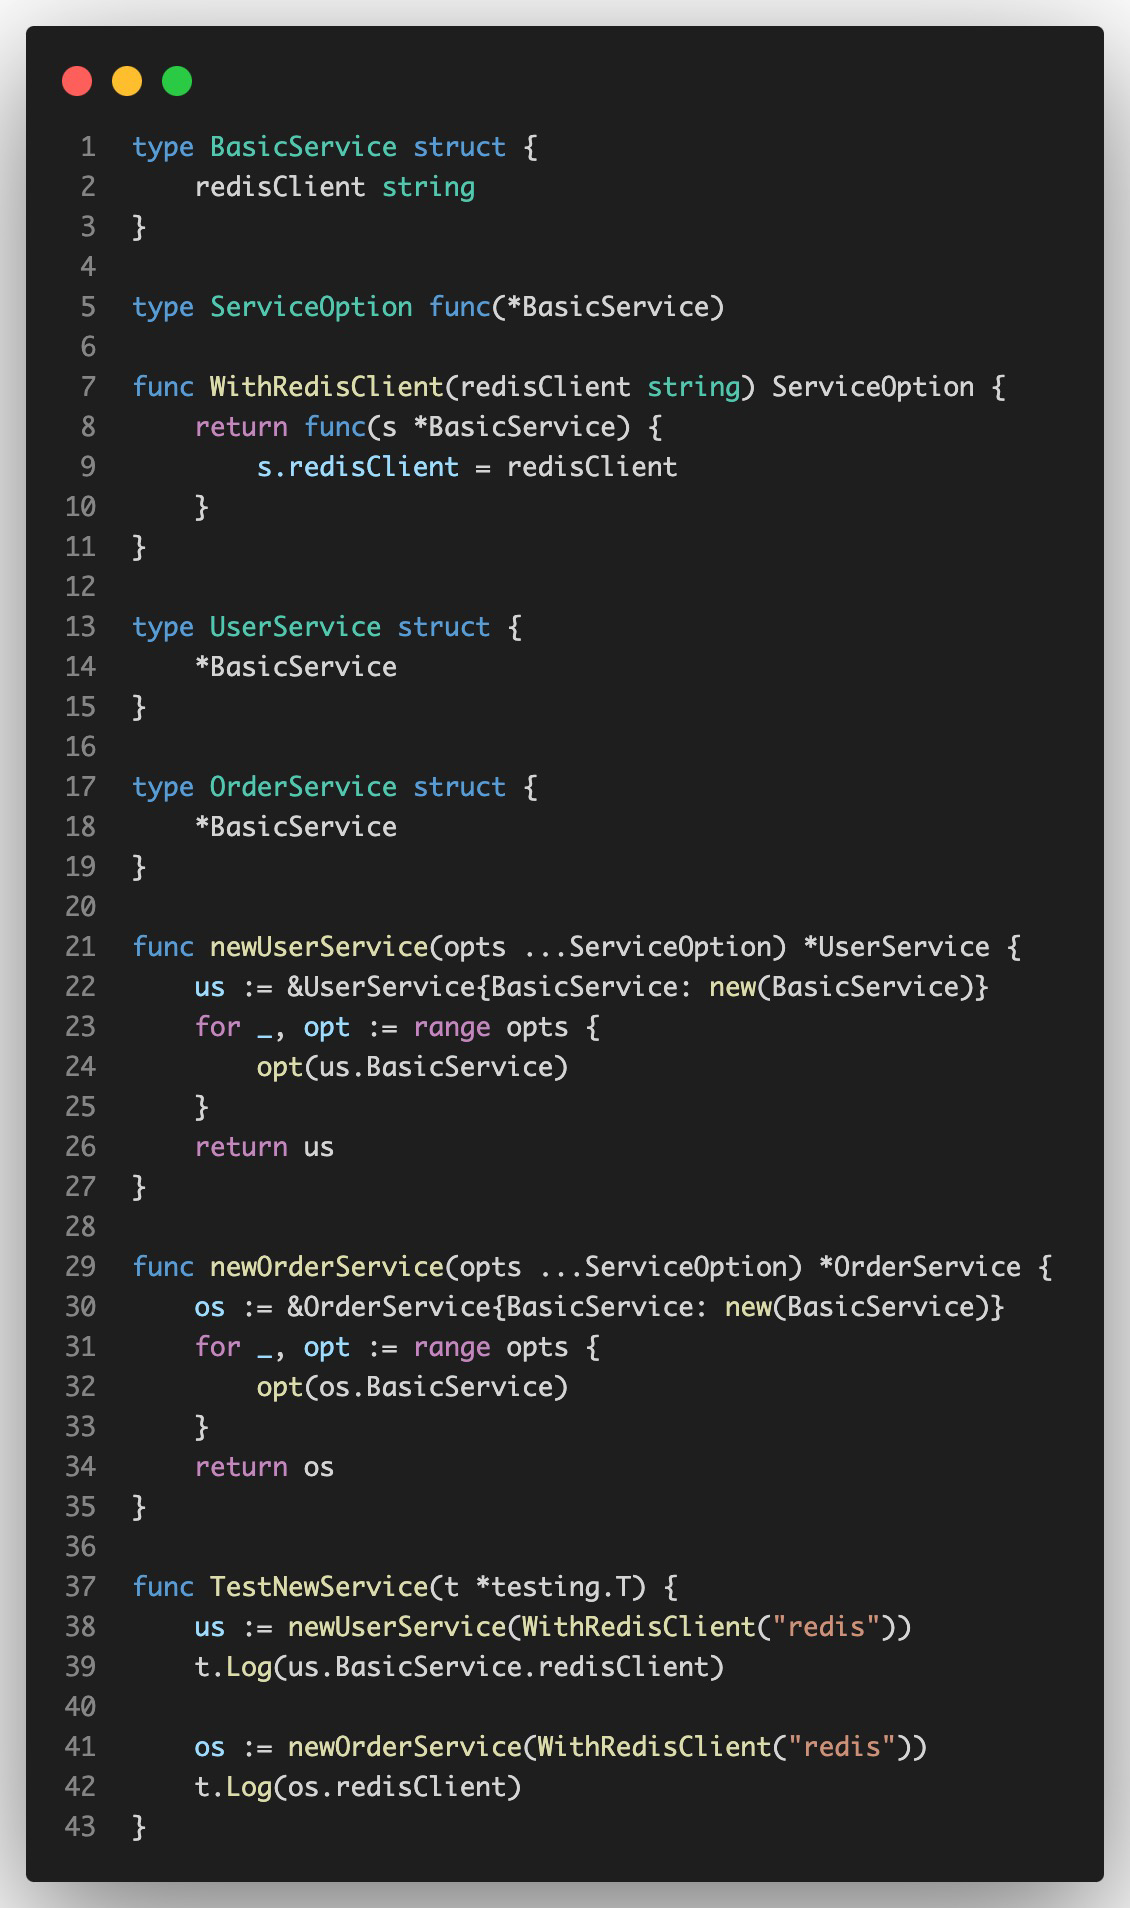 1 type BasicService struct {
2     redisClient string
3 }
4
5 type ServiceOption func(*BasicService)
6
7 func WithRedisClient(redisClient string) ServiceOption {
8     return func(s *BasicService) {
9         s.redisClient = redisClient
10     }
11 }
12
13 type UserService struct {
14     *BasicService
15 }
16
17 type OrderService struct {
18     *BasicService
19 }
20
21 func newUserService(opts ...ServiceOption) *UserService {
22     us := &UserService{BasicService: new(BasicService)}
23     for _, opt := range opts {
24         opt(us.BasicService)
25     }
26     return us
27 }
28
29 func newOrderService(opts ...ServiceOption) *OrderService {
30     os := &OrderService{BasicService: new(BasicService)}
31     for _, opt := range opts {
32         opt(os.BasicService)
33     }
34     return os
35 }
36
37 func TestNewService(t *testing.T) {
38     us := newUserService(WithRedisClient("redis"))
39     t.Log(us.BasicService.redisClient)
40
41     os := newOrderService(WithRedisClient("redis"))
42     t.Log(os.redisClient)
43 }